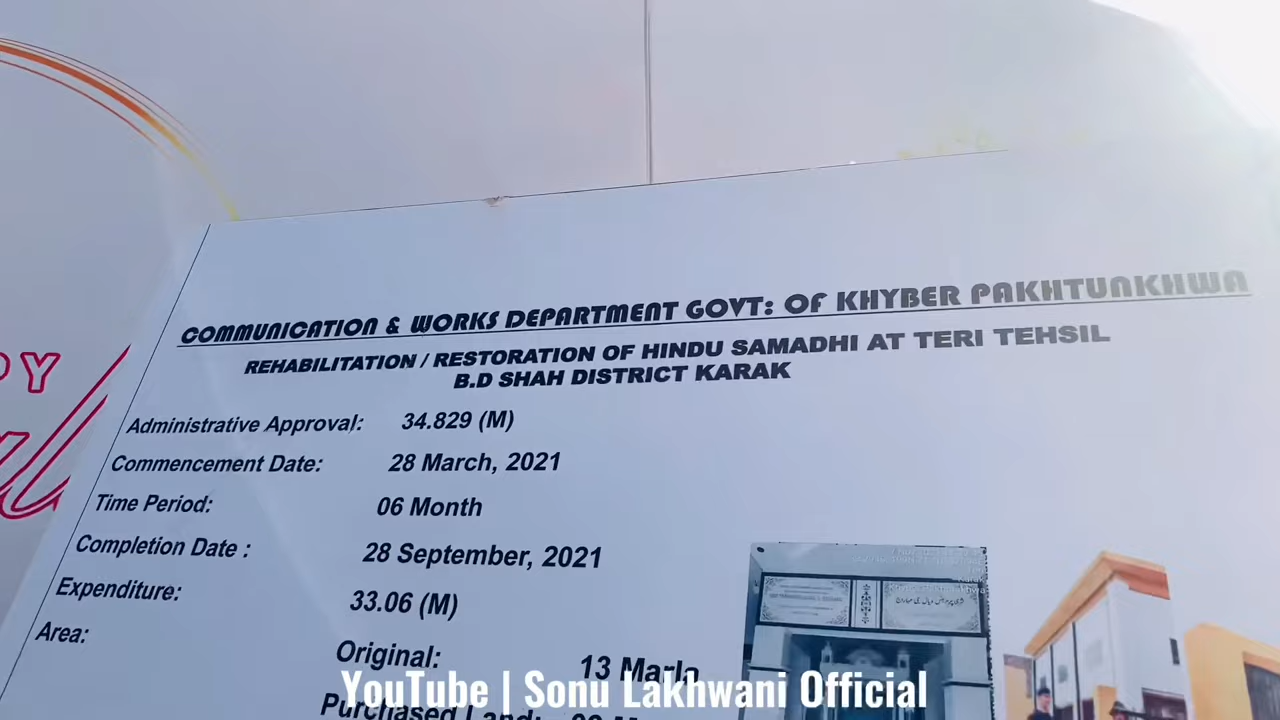 COMMUNICATION & WORKS DEPARTMENT GOVT: OF KHYBER PAKHTUNKHWA
REHABILITATION / RESTORATION OF HINDU SAMADHI AT TERI TEHSIL
B.D SHAH DISTRICT KARAK
Administrative Approval: 34.829 (M)
Commencement Date: 28 March, 2021
Time Period: 06 Month
Completion Date : 28 September, 2021
Expenditure: 33.06 (M)
Area:
Original: 13 Marla
Purchased Land:
YouTube | Sonu Lakhwani Official